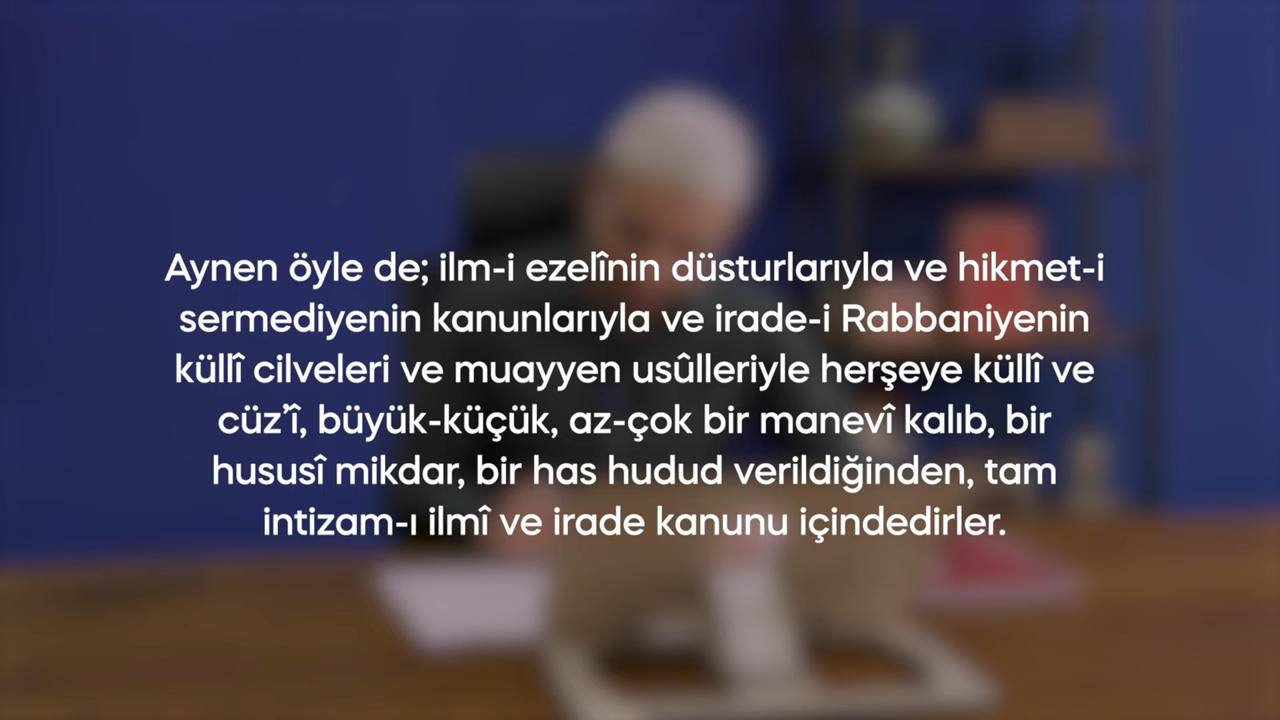 Aynen öyle de; ilm-i ezelînin düsturlarıyla ve hikmet-i
sermediyenin kanunlarıyla ve irade-i Rabbaniyenin
küllî cilveleri ve muayyen usûlleriyle herşeye küllî ve
cüz'î, büyük-küçük, az-çok bir manevî kalıb, bir
hususî mikdar, bir has hudud verildiğinden, tam
intizam-ı ilmî ve irade kanunu içindedirler.